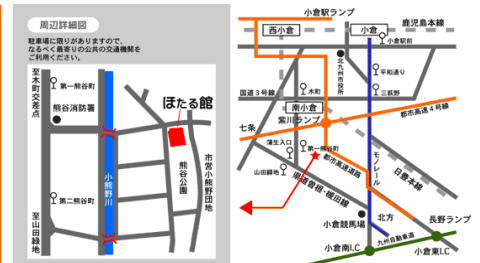 周辺詳細図
駐車場に限りがありますので、
なるべく最寄りの公共の交通機関を
ご利用ください。
至木町交差点
第一熊谷町
熊谷消防署
ほたる館
小熊野川
熊谷公園
市営小熊野団地
第二熊谷町
至山田緑地
小倉駅ランプ
鹿児島本線
西小倉
小倉
小倉駅前
北九州市役所
平和通り
木町
三萩野
国道3号線
南小倉
紫川ランプ
都市高速4号線
七条
蒲生入口
第一熊谷町
山田緑地
都市高速道路
モノレール
日豊本線
県道曽根・槻田線
小倉競馬場
北方
長野ランプ
九州自動車道
小倉南I.C
小倉東I.C